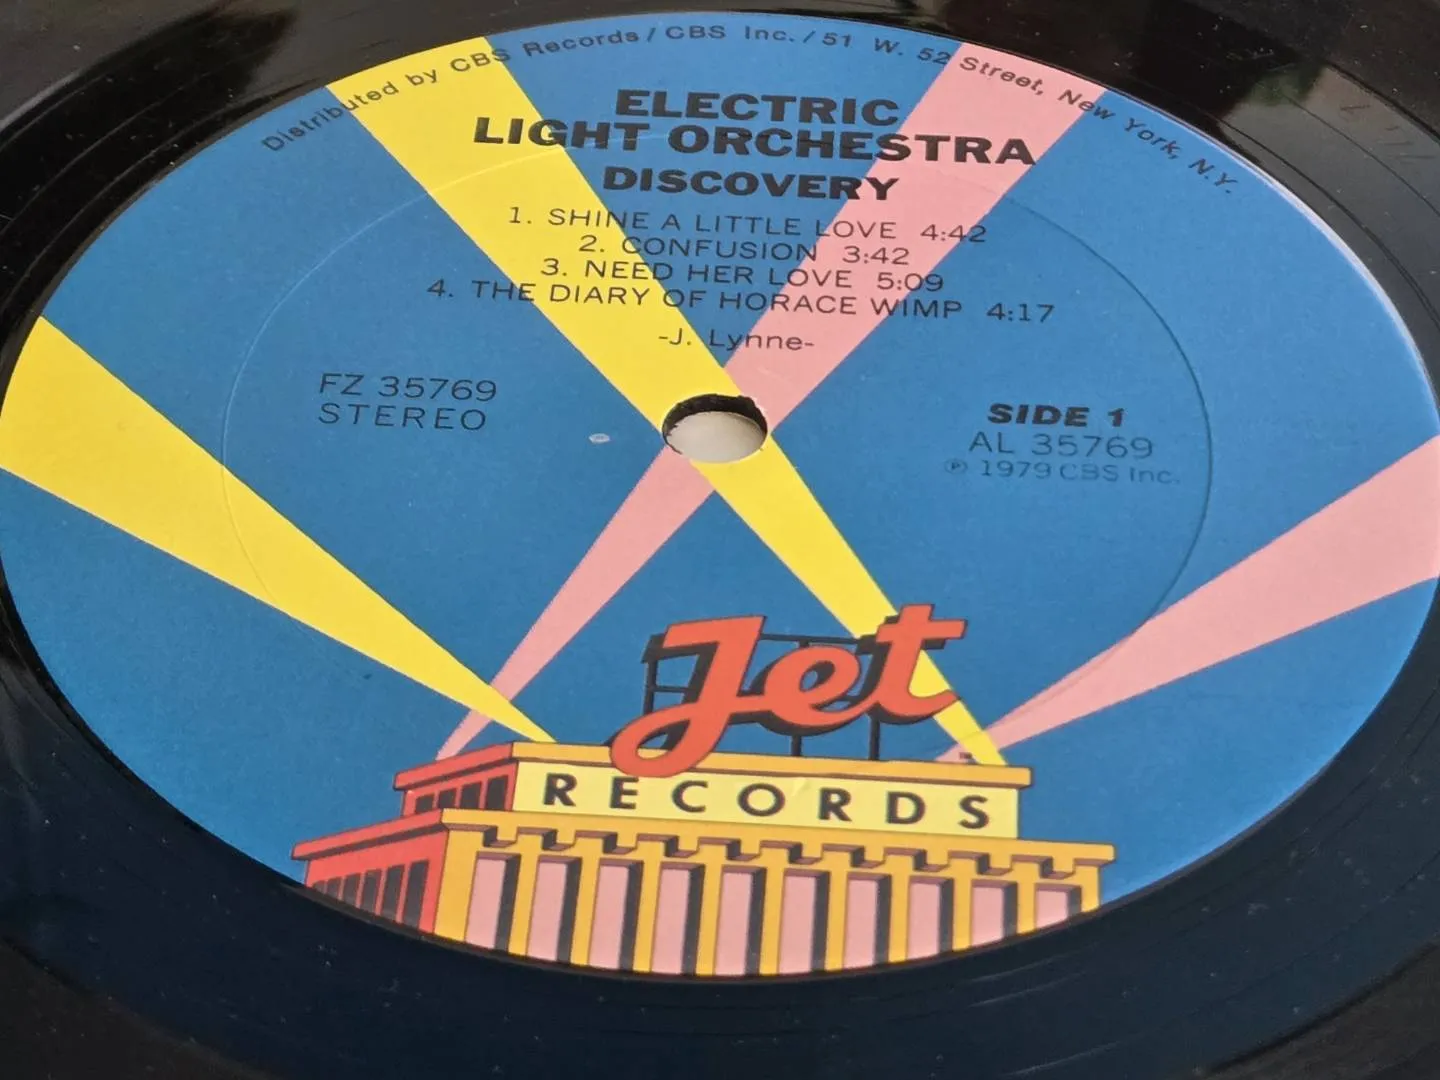 Distributed by CBS Records / CBS Inc. / 51 W. 52 Street, New York, N.Y.
ELECTRIC
LIGHT ORCHESTRA
DISCOVERY
1. SHINE A LITTLE LOVE 4:42
2. CONFUSION 3:42
3. NEED HER LOVE 5:09
4. THE DIARY OF HORACE WIMP 4:17
-J. Lynne-
FZ 35769
STEREO
SIDE 1
AL 35769
℗ 1979 CBS Inc.
Jet
RECORDS